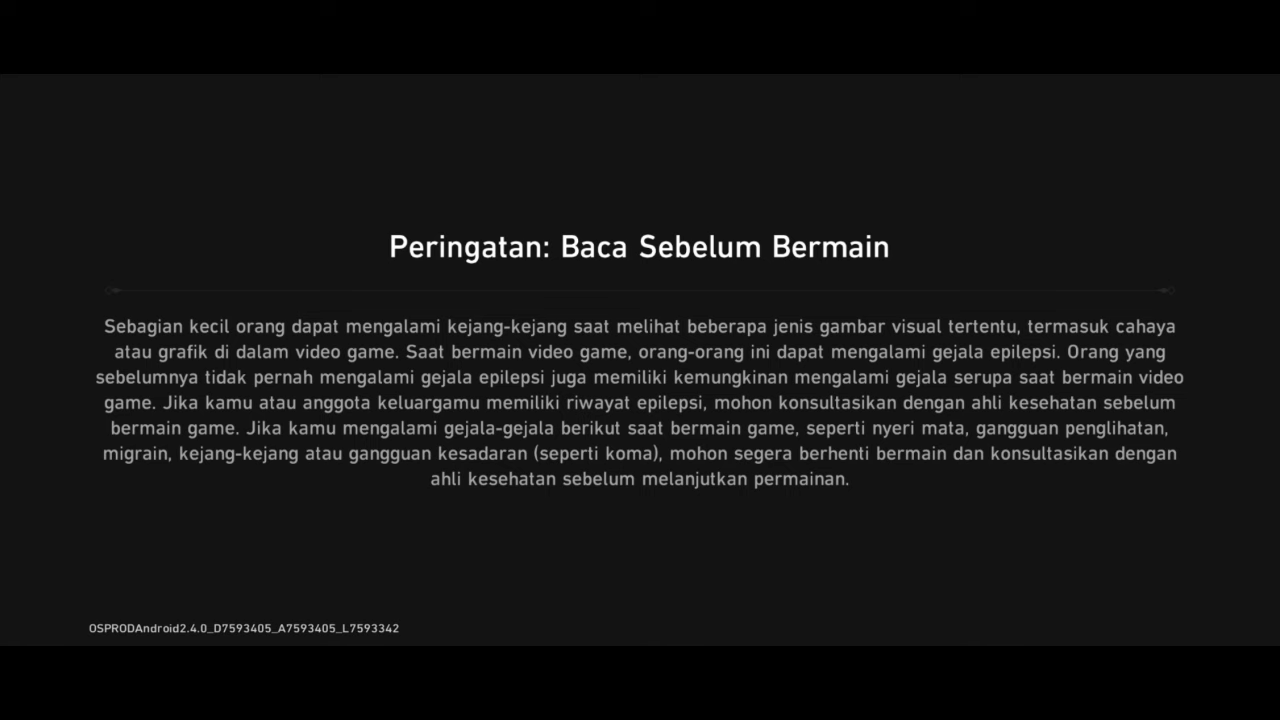 Peringatan: Baca Sebelum Bermain
Sebagian kecil orang dapat mengalami kejang-kejang saat melihat beberapa jenis gambar visual tertentu, termasuk cahaya
atau grafik di dalam video game. Saat bermain video game, orang-orang ini dapat mengalami gejala epilepsi. Orang yang
sebelumnya tidak pernah mengalami gejala epilepsi juga memiliki kemungkinan mengalami gejala serupa saat bermain video
game. Jika kamu atau anggota keluargamu memiliki riwayat epilepsi, mohon konsultasikan dengan ahli kesehatan sebelum
bermain game. Jika kamu mengalami gejala-gejala berikut saat bermain game, seperti nyeri mata, gangguan penglihatan,
migrain, kejang-kejang atau gangguan kesadaran (seperti koma), mohon segera berhenti bermain dan konsultasikan dengan
ahli kesehatan sebelum melanjutkan permainan.
OSPRODAndroid2.4.0_D7593405_A7593405_L7593342